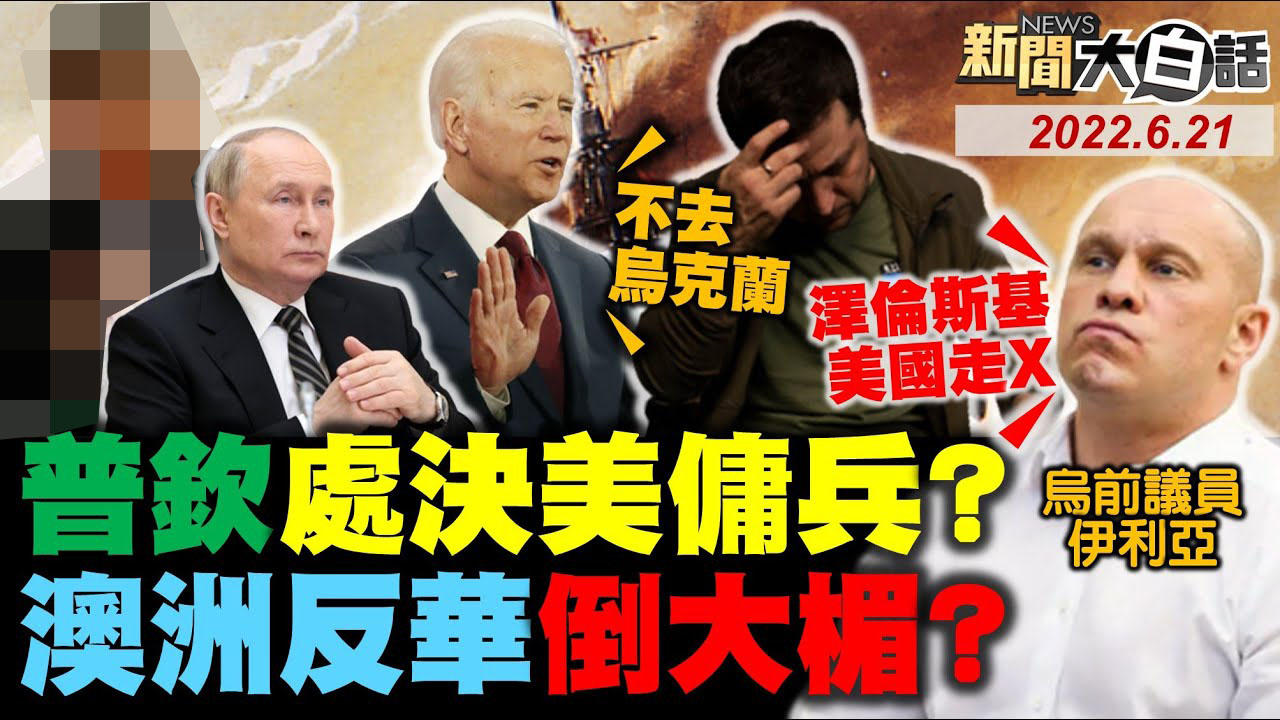 NEWS
新聞大白話
2022.6.21
不去
烏克蘭
澤倫斯基
美國走X
烏前議員
伊利亞
普欽處決美傭兵?
澳洲反華倒大楣?